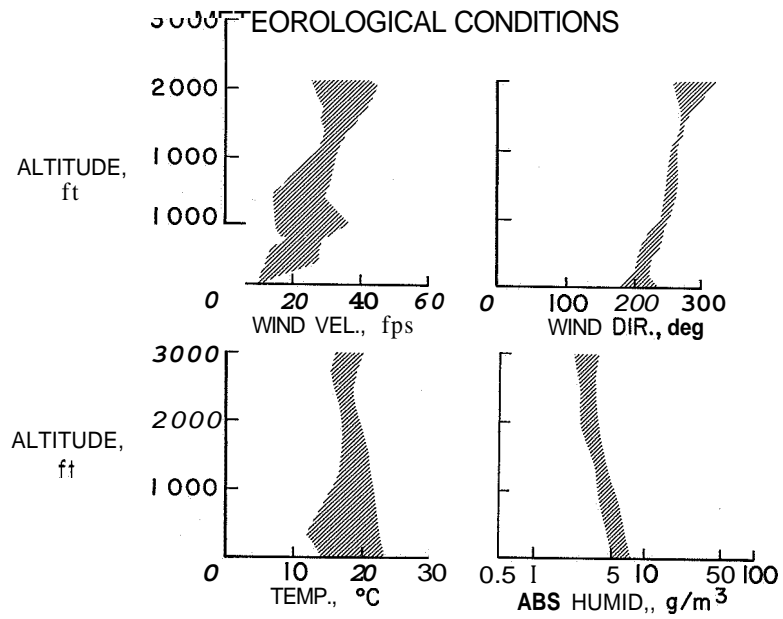 METEOROLOGICAL CONDITIONS
3000
2000
1000
1000
ALTITUDE,
ft
0 20 40 60
WIND VEL., fps
0 100 200 300
WIND DIR., deg
3000
2000
1000
ALTITUDE,
ft
0 10 20 30
TEMP., °C
0.5 1 5 10 50 100
ABS HUMID,, g/m³